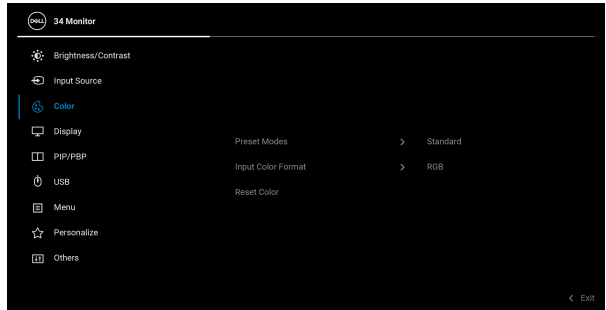 DELL 34 Monitor
Brightness/Contrast
Input Source
Color
Display
Preset Modes > Standard
PIP/PBP
Input Color Format > RGB
USB
Reset Color
Menu
Personalize
Others
< Exit